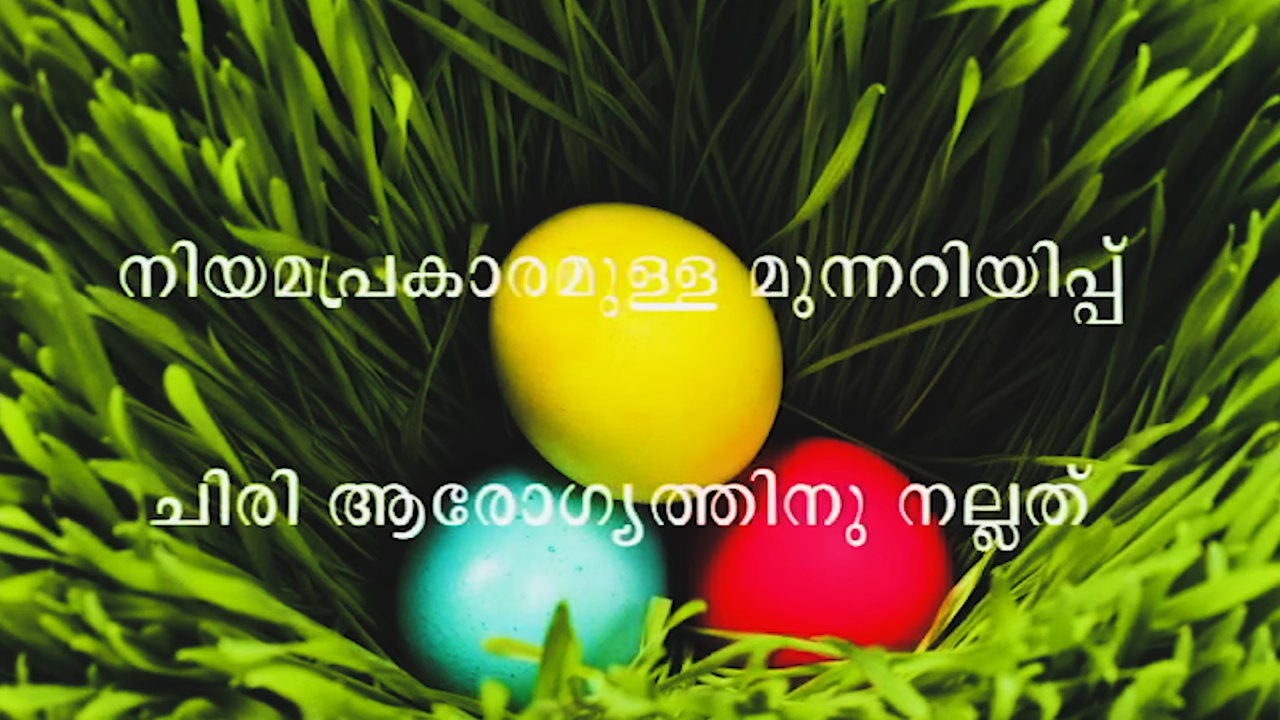 നിയമപ്രകാരമുള്ള മുന്നറിയിപ്പ്
ചിരി ആരോഗ്യത്തിനു നല്ലത്